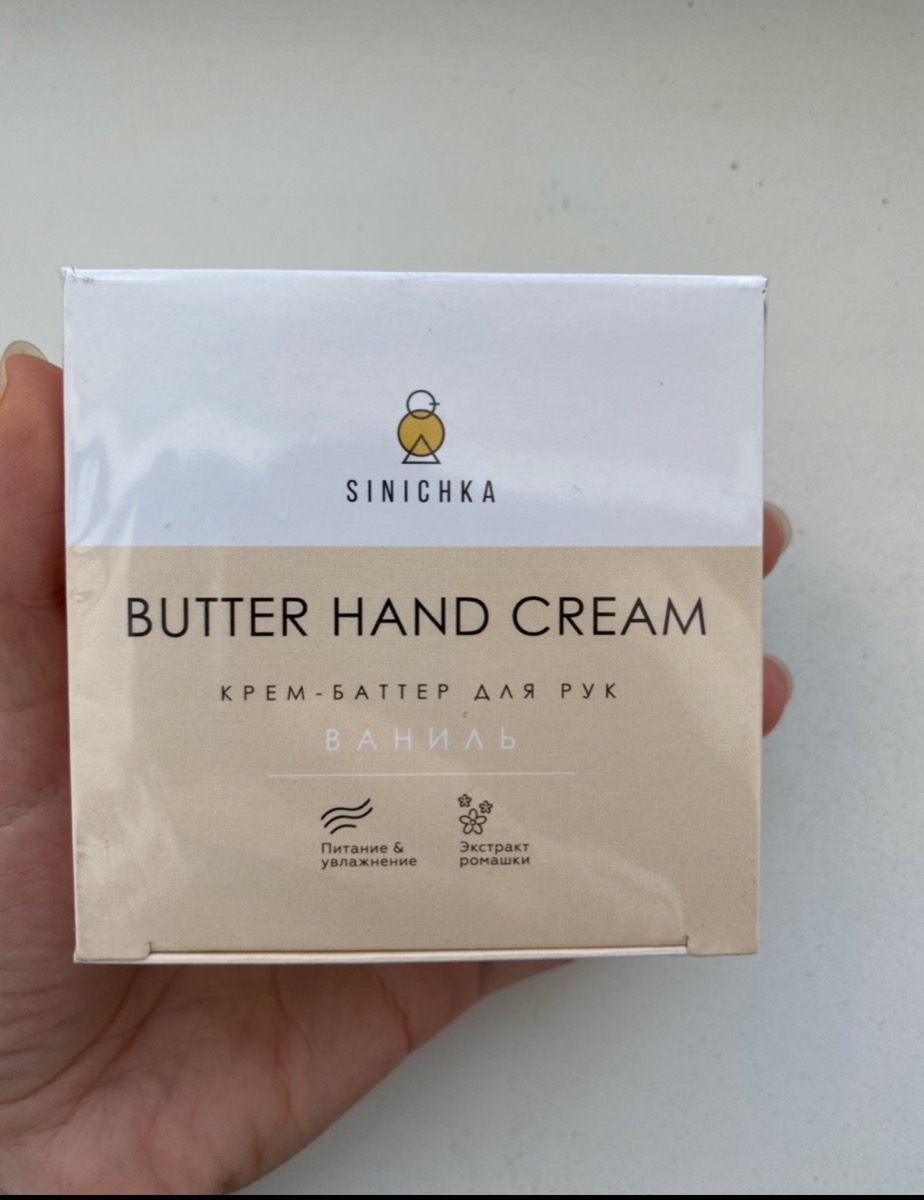 SINICHKA
BUTTER HAND CREAM
КРЕМ-БАТТЕР ДЛЯ РУК
ВАНИЛЬ
Питание &
увлажнение
Экстракт
ромашки